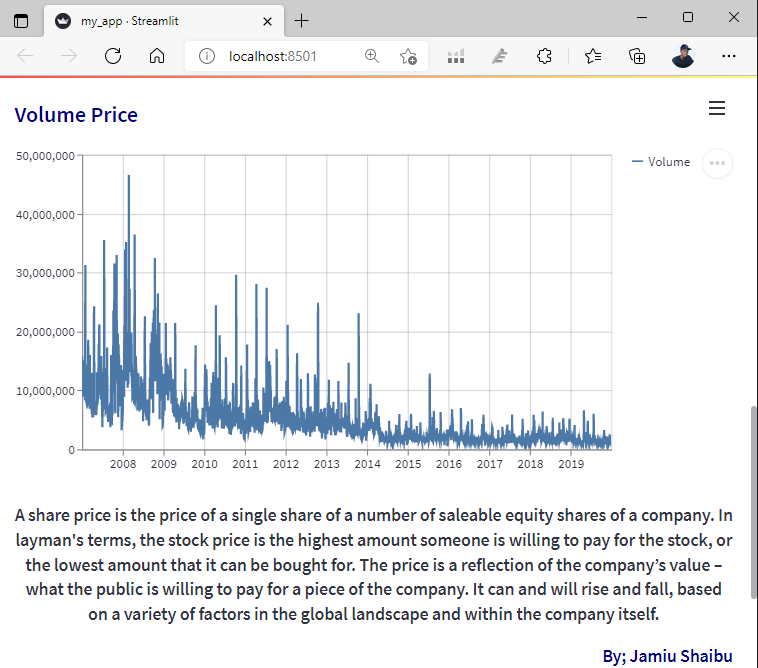 my_app · Streamlit
localhost:8501
Volume Price
50,000,000
40,000,000
30,000,000
20,000,000
10,000,000
0
2008 2009 2010 2011 2012 2013 2014 2015 2016 2017 2018 2019
Volume
A share price is the price of a single share of a number of saleable equity shares of a company. In
layman's terms, the stock price is the highest amount someone is willing to pay for the stock, or
the lowest amount that it can be bought for. The price is a reflection of the company’s value –
what the public is willing to pay for a piece of the company. It can and will rise and fall, based
on a variety of factors in the global landscape and within the company itself.
By; Jamiu Shaibu